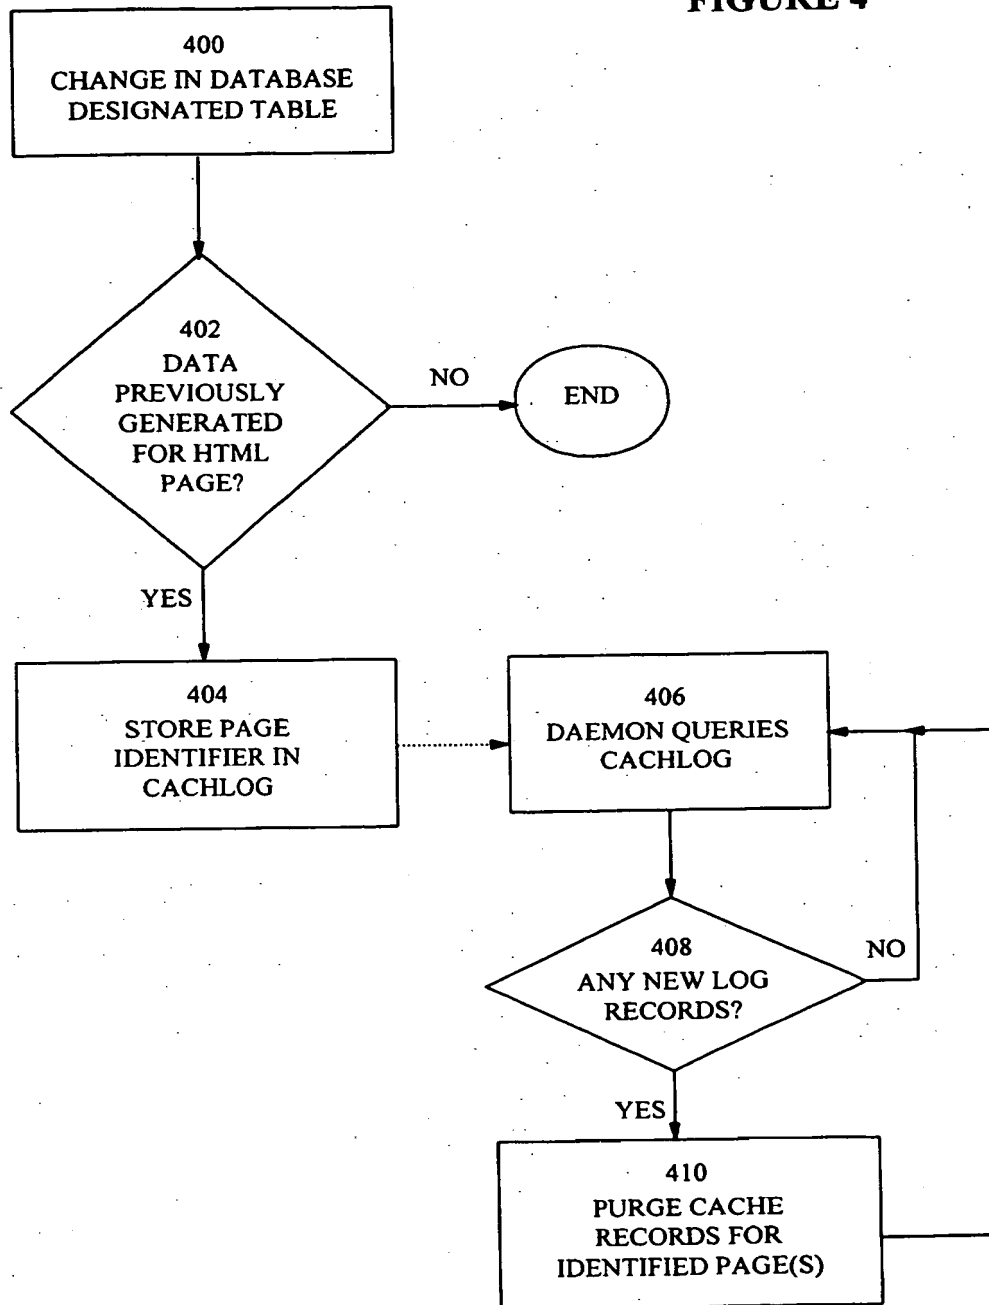 FIGURE 4
400
CHANGE IN DATABASE
DESIGNATED TABLE
402
DATA
PREVIOUSLY
GENERATED
FOR HTML
PAGE?
NO
END
YES
404
STORE PAGE
IDENTIFIER IN
CACHLOG
406
DAEMON QUERIES
CACHLOG
408
ANY NEW LOG
RECORDS?
NO
YES
410
PURGE CACHE
RECORDS FOR
IDENTIFIED PAGE(S)